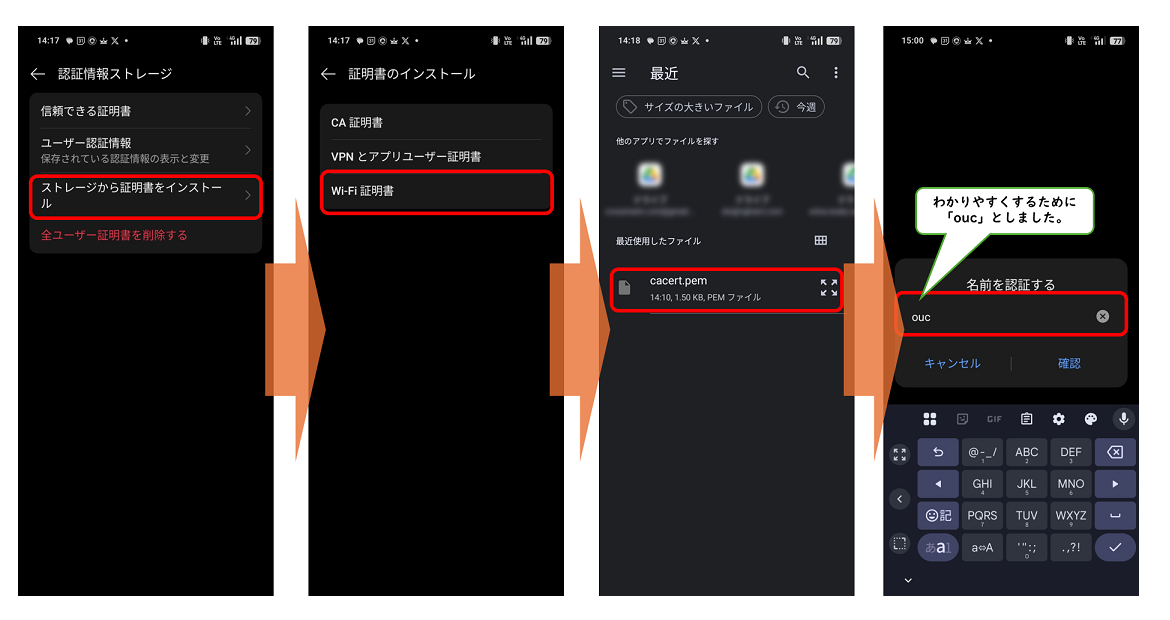 14:17
79
認証情報ストレージ
信頼できる証明書
ユーザー認証情報
保存されている認証情報の表示と変更
ストレージから証明書をインストー
ル
全ユーザー証明書を削除する
14:17
79
証明書のインストール
CA 証明書
VPN とアプリユーザー証明書
Wi-Fi 証明書
14:18
79
最近
サイズの大きいファイル
今週
他のアプリでファイルを探す
最近使用したファイル
cacert.pem
14:10, 1.50 KB, PEM ファイル
15:00
77
わかりやすくするために
「ouc」としました。
名前を認証する
ouc
キャンセル
確認
GIF
@-_/
1
ABC
2
DEF
3
GHI
4
JKL
5
MNO
6
記
PQRS
7
TUV
8
WXYZ
9
あa1
a⇔A
'":;
0
.,?!